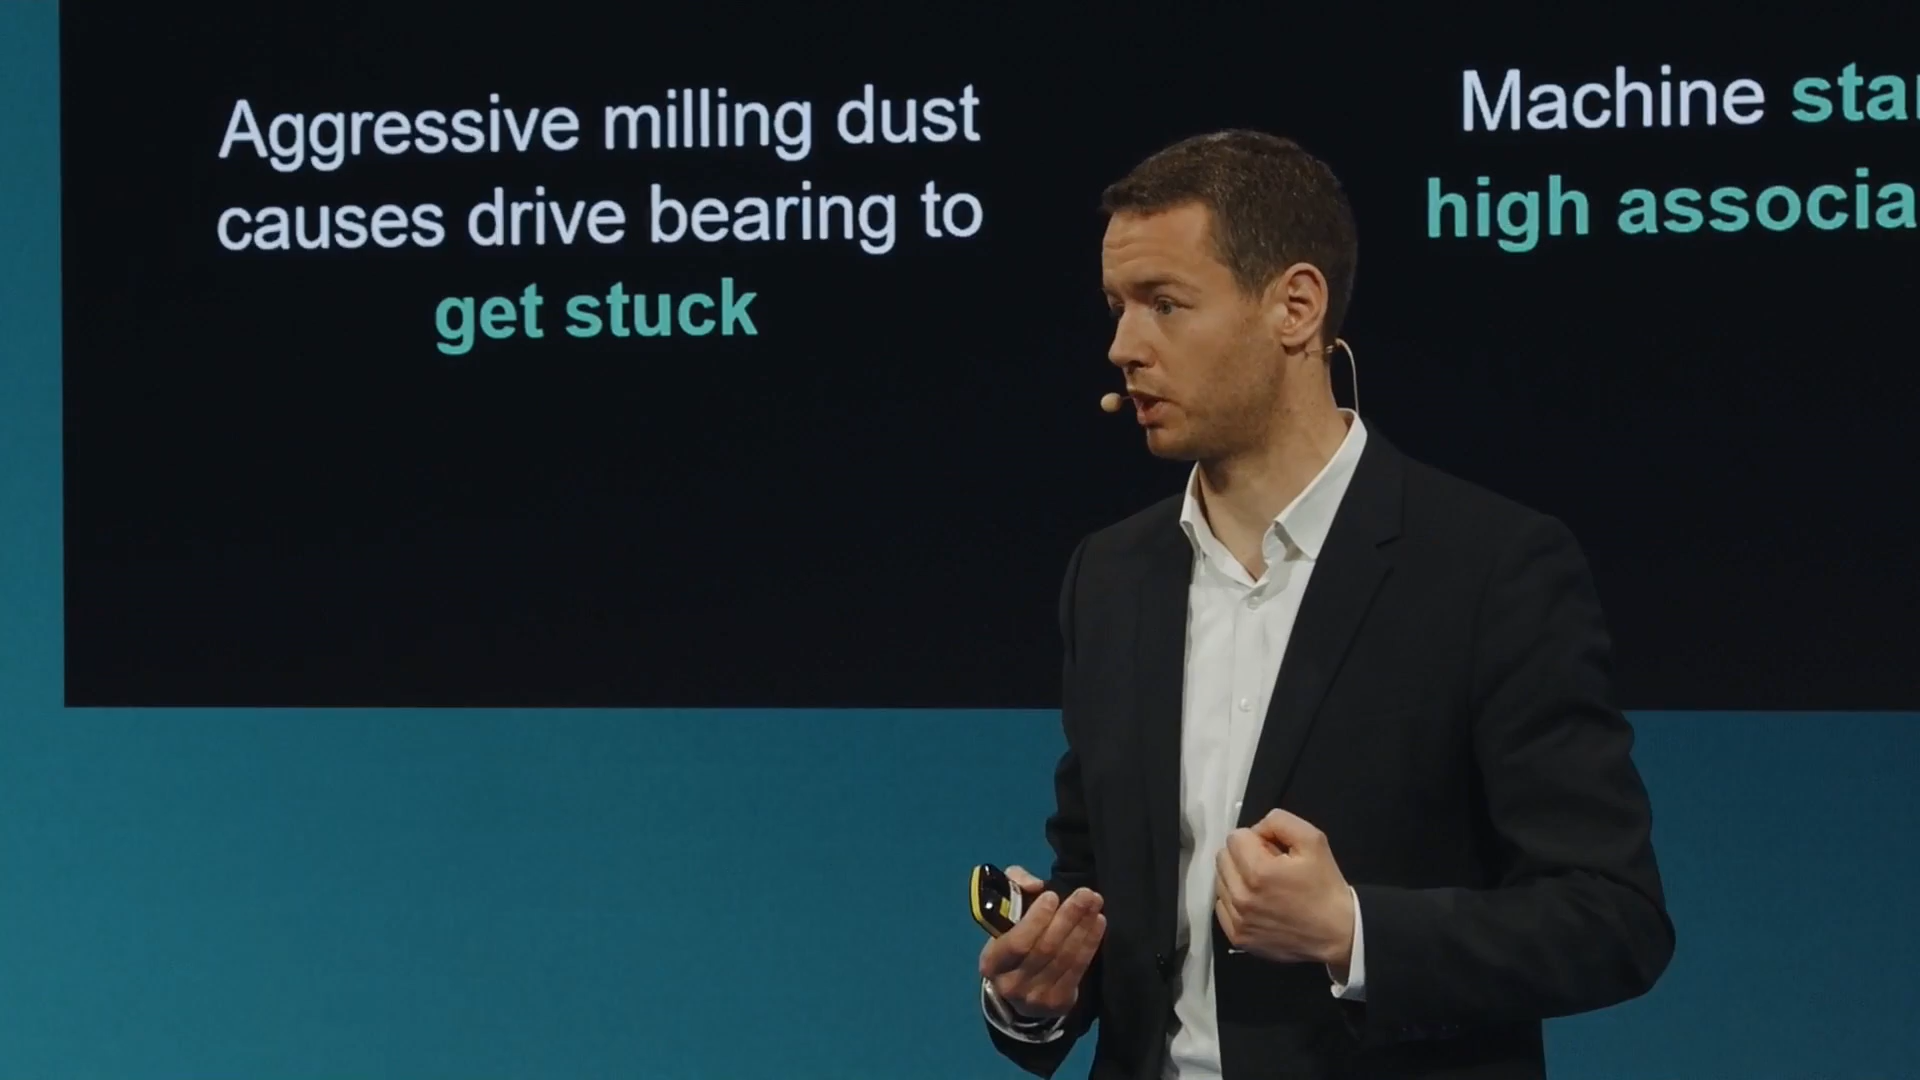 Aggressive milling dust
causes drive bearing to
get stuck
Machine
high